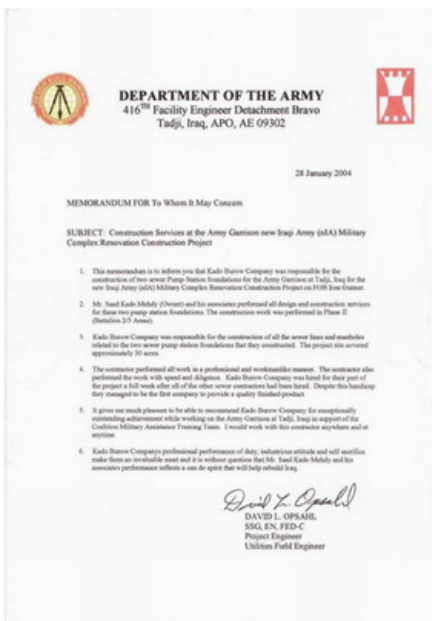 DEPARTMENT OF THE ARMY
416TH Facility Engineer Detachment Bravo
Tadji, Iraq, APO, AE 09302
28 January 2004
MEMORANDUM FOR To Whom It May Concern
SUBJECT: Construction Services at the Army Garrison new Iraqi Army (nIA) Military
Complex Renovation Construction Project
1. This memorandum is to inform you that Kado Burow Company was responsible for the
construction of two sewer Pump Station foundations for the Army Garrison at Tadji, Iraq for the
new Iraqi Army (nIA) Military Complex Renovation Construction Project on FOB Iron Gunner.
2. Mr. Saad Kado Mehdy (Owner) and his associates performed all design and construction services
for these two pump station foundations. The construction work was performed in Phase II
(Battalion 2/5 Areas).
3. Kado Burow Company was responsible for the construction of all the sewer lines and manholes
related to the two sewer pump station foundations that they constructed. The project site covered
approximately 50 acres.
4. The contractor performed all work in a professional and workmanlike manner. The contractor also
performed the work with speed and diligence. Kado Burow Company was hired for their part of
the project a full week after all of the other sewer contractors had been hired. Despite this handicap
they managed to be the first company to provide a quality finished product.
5. It gives me much pleasure to be able to recommend Kado Burow Company for exceptionally
outstanding achievement while working on the Army Garrison at Tadji, Iraq in support of the
Coalition Military Assistance Training Team. I would work with this contractor anywhere and at
anytime.
6. Kado Burow Companys professional performance of duty, industrious attitude and self sacrifice
make them an invaluable asset and it is without question that Mr. Saad Kado Mehdy and his
associates performance reflects a can do spirit that will help rebuild Iraq.
David L. Opsahl
DAVID L. OPSAHL
SSG, EN, FED-C
Project Engineer
Utilities Field Engineer